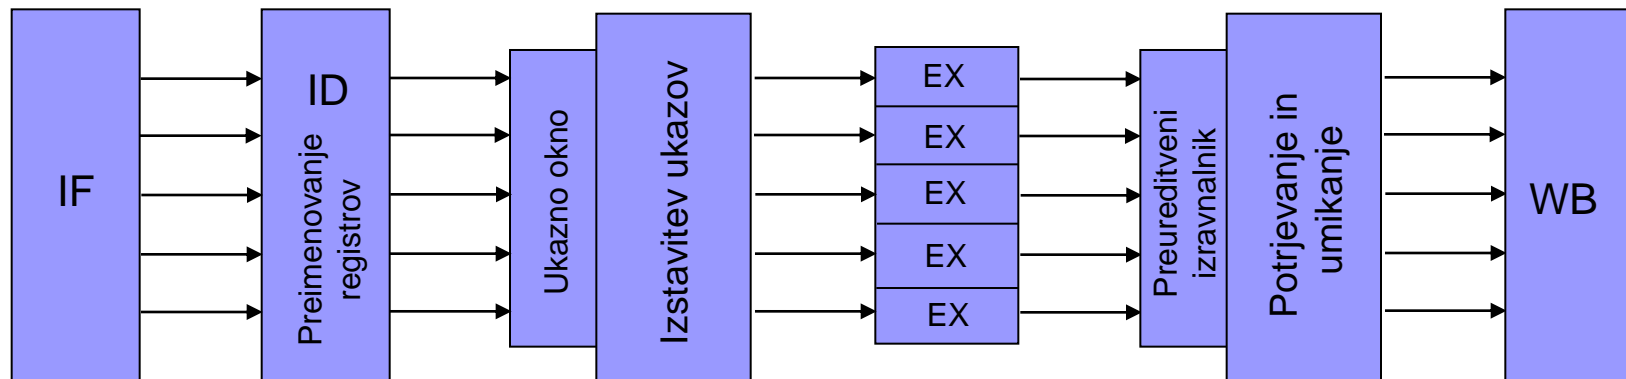 IF
ID
Preimenovanje
registrov
Ukazno okno
Izstavitev ukazov
EX
EX
EX
EX
EX
Preureditveni
izravnalnik
Potrjevanje in
umikanje
WB